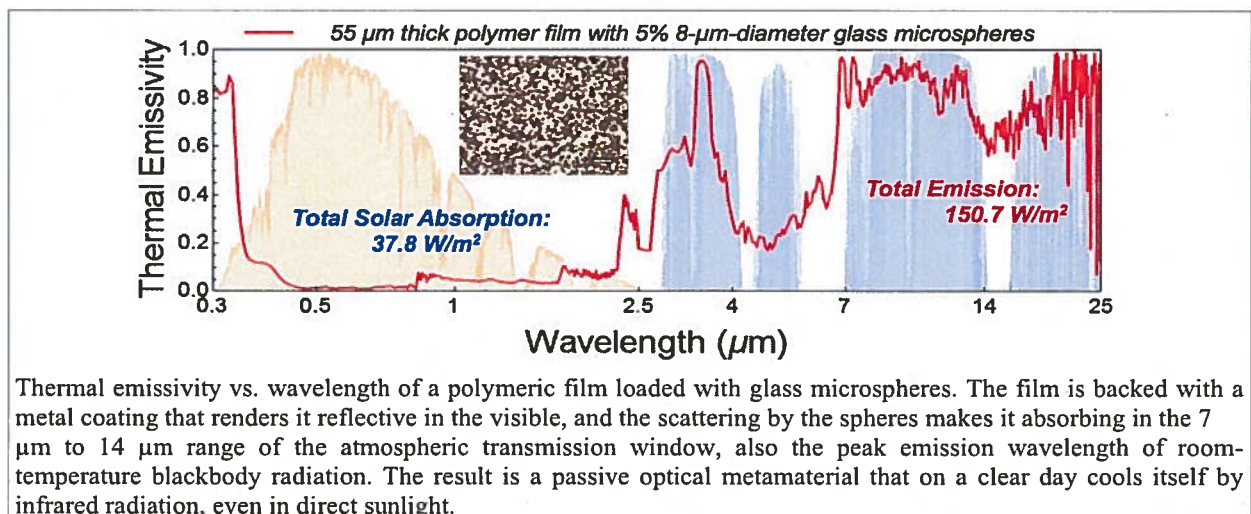 55 μm thick polymer film with 5% 8-μm-diameter glass microspheres
Thermal Emissivity
1.0
0.8
0.6
0.4
0.2
0.0
Total Solar Absorption:
37.8 W/m²
Total Emission:
150.7 W/m²
0.3 0.5 1 2.5 4 7 14 25
Wavelength (μm)
Thermal emissivity vs. wavelength of a polymeric film loaded with glass microspheres. The film is backed with a
metal coating that renders it reflective in the visible, and the scattering by the spheres makes it absorbing in the 7
μm to 14 μm range of the atmospheric transmission window, also the peak emission wavelength of room-
temperature blackbody radiation. The result is a passive optical metamaterial that on a clear day cools itself by
infrared radiation, even in direct sunlight.